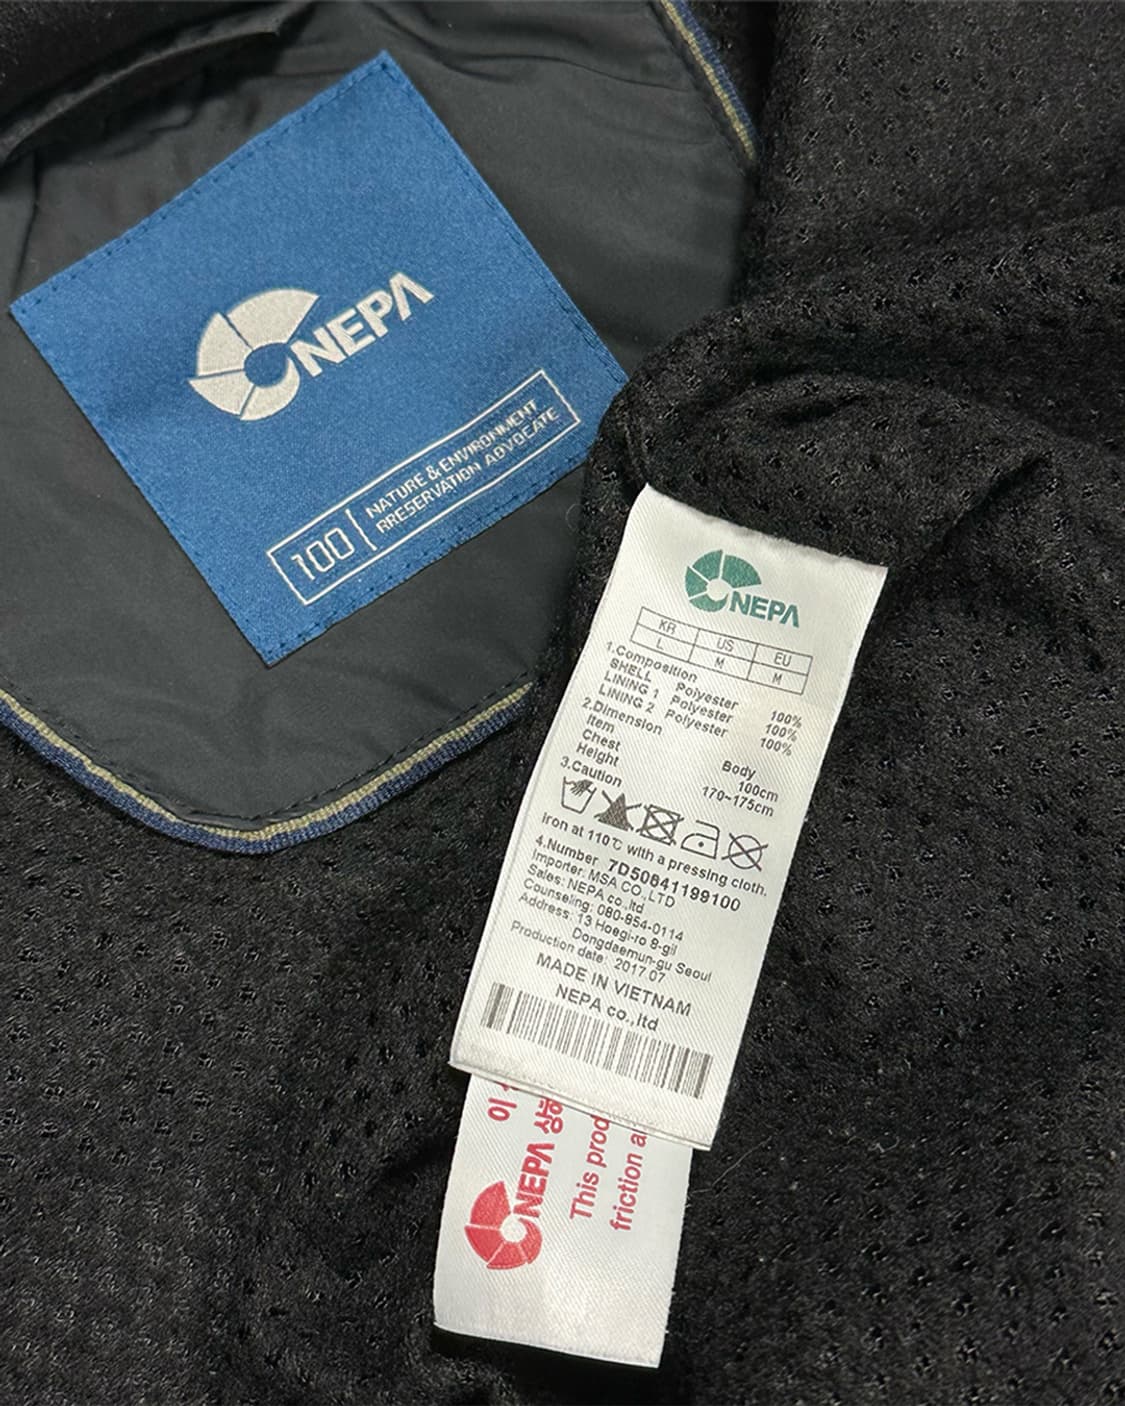 NEPA
100
NATURE & ENVIRONMENT
RRESERVATION ADVOCATE
NEPA
KR US EU
L M M
1.Composition
SHELL Polyester 100%
LINING 1 Polyester 100%
LINING 2 Polyester 100%
2.Dimension
Item Body
Chest 100cm
Height 170~175cm
3.Caution
Iron at 110℃ with a pressing cloth.
4.Number 7D50841199100
Importer: MSA CO.,LTD
Sales: NEPA co.,ltd
Counseling: 080-854-0114
Address: 13 Hoegi-ro 8-gil
Dongdaemun-gu Seoul
Production date: 2017.07
MADE IN VIETNAM
NEPA co.,ltd
이
NEPA
This prod
friction a